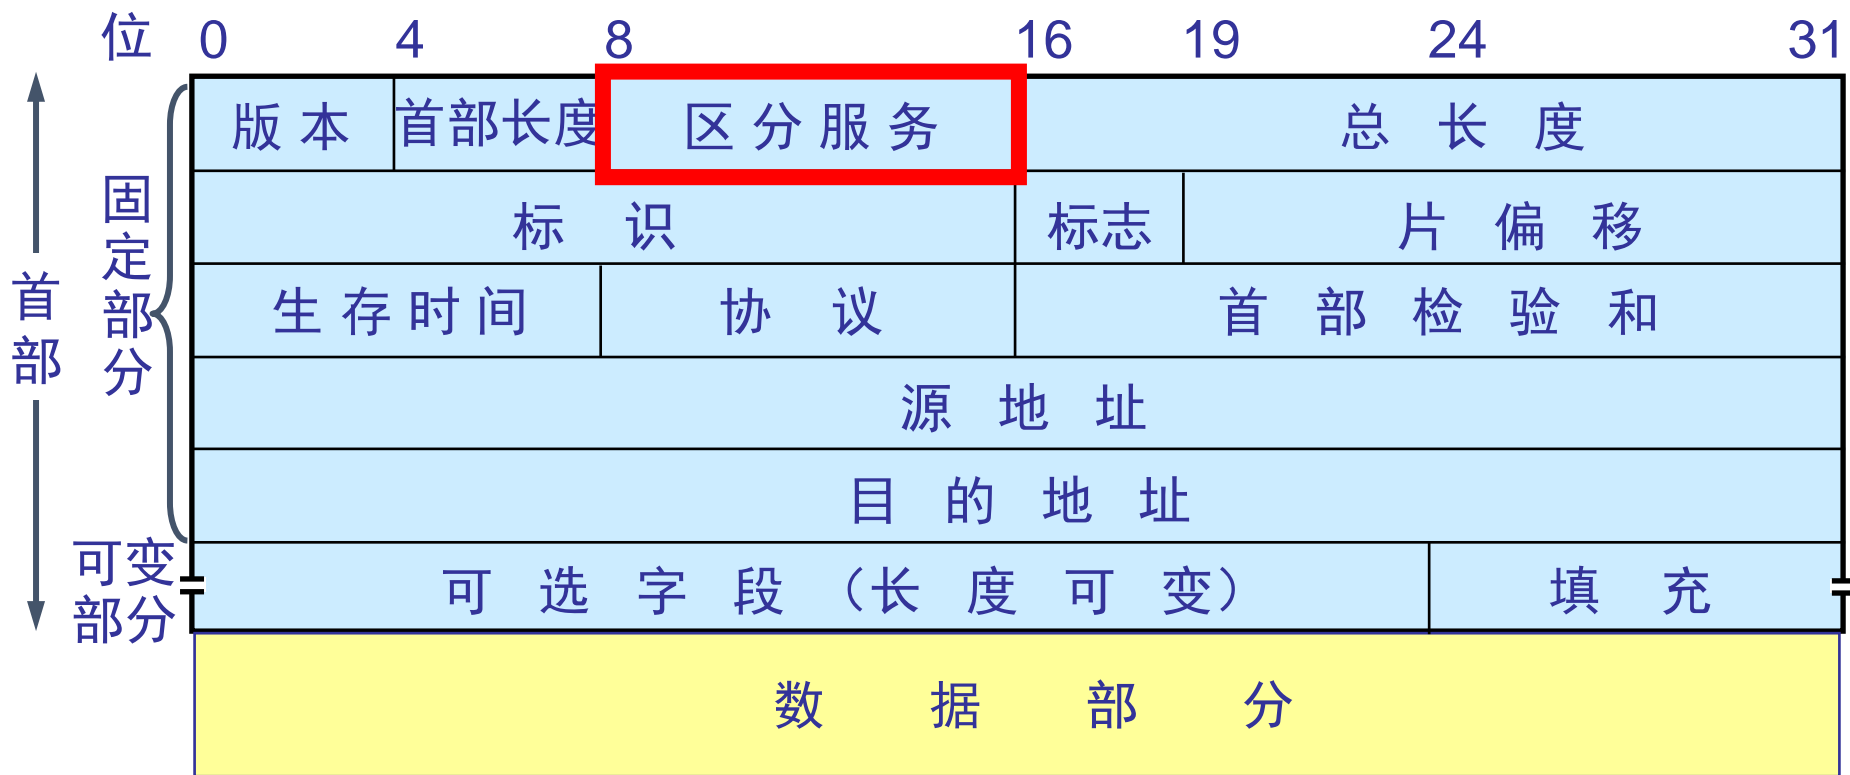 位 0 4 8 16 19 24 31
版本 首部长度 区分服务 总长度
标识 标志 片偏移
生存时间 协议 首部检验和
源地址
目的地址
可选字段（长度可变） 填充
数据部分
首部
固定部分
可变
部分